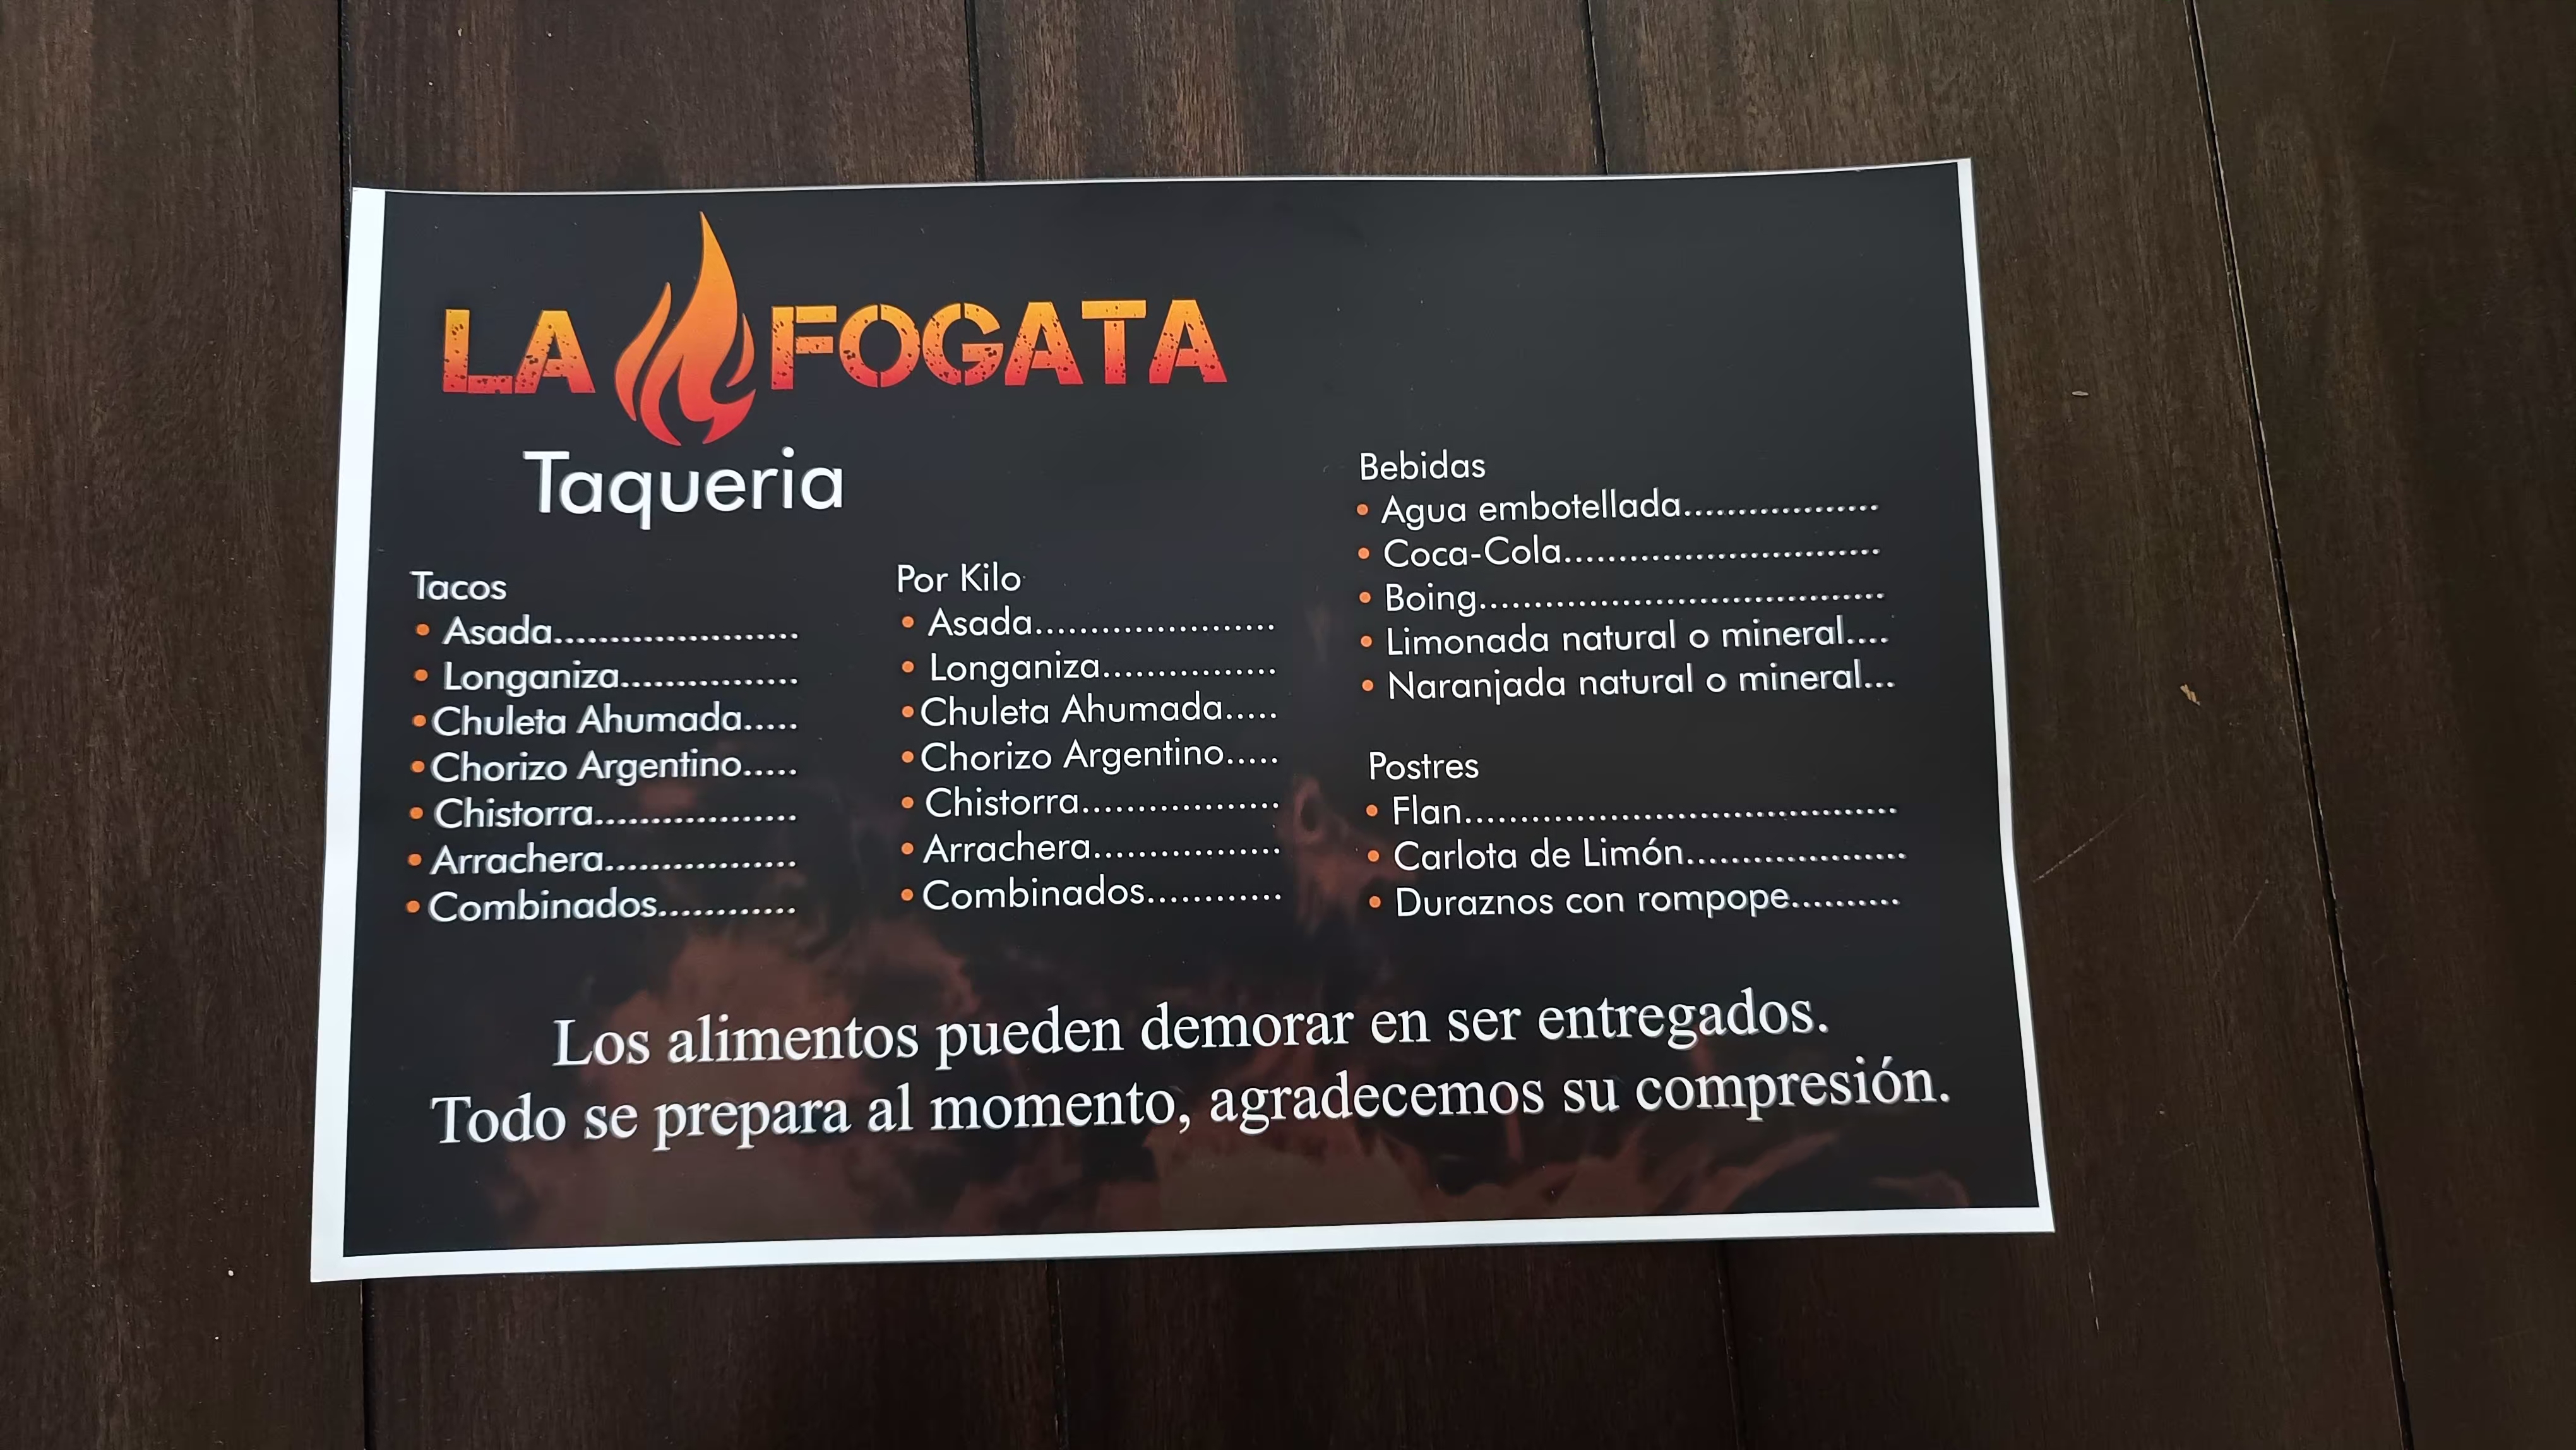 LA FOGATA
Taqueria
Tacos
• Asada......................
• Longaniza................
•Chuleta Ahumada.....
•Chorizo Argentino.....
• Chistorra..................
• Arrachera.................
• Combinados............
Por Kilo
• Asada......................
• Longaniza................
•Chuleta Ahumada.....
•Chorizo Argentino.....
• Chistorra..................
• Arrachera.................
• Combinados............
Bebidas
• Agua embotellada..................
• Coca-Cola.............................
• Boing.....................................
• Limonada natural o mineral....
• Naranjada natural o mineral...
Postres
• Flan.......................................
• Carlota de Limón....................
• Duraznos con rompope..........
Los alimentos pueden demorar en ser entregados.
Todo se prepara al momento, agradecemos su compresión.